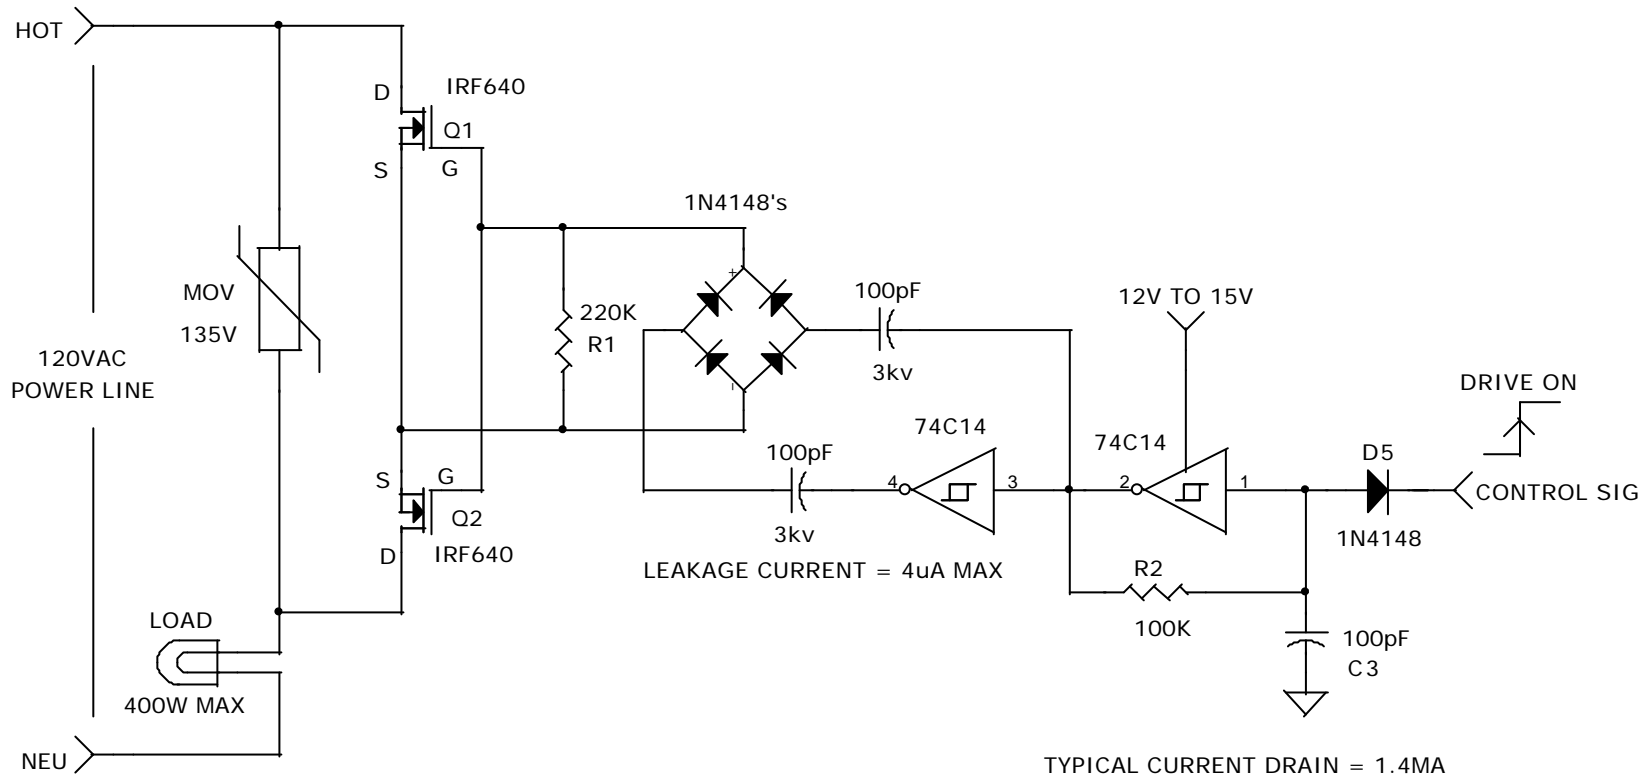 HOT
D
IRF640
Q1
S
G
1N4148's
+
MOV
135V
220K
R1
100pF
3kv
12V TO 15V
120VAC
POWER LINE
-
DRIVE ON
74C14
74C14
D5
100pF
S
G
4
3
2
1
CONTROL SIG
Q2
3kv
1N4148
D
IRF640
LEAKAGE CURRENT = 4uA MAX
R2
100K
LOAD
100pF
C3
400W MAX
NEU
TYPICAL CURRENT DRAIN = 1.4MA